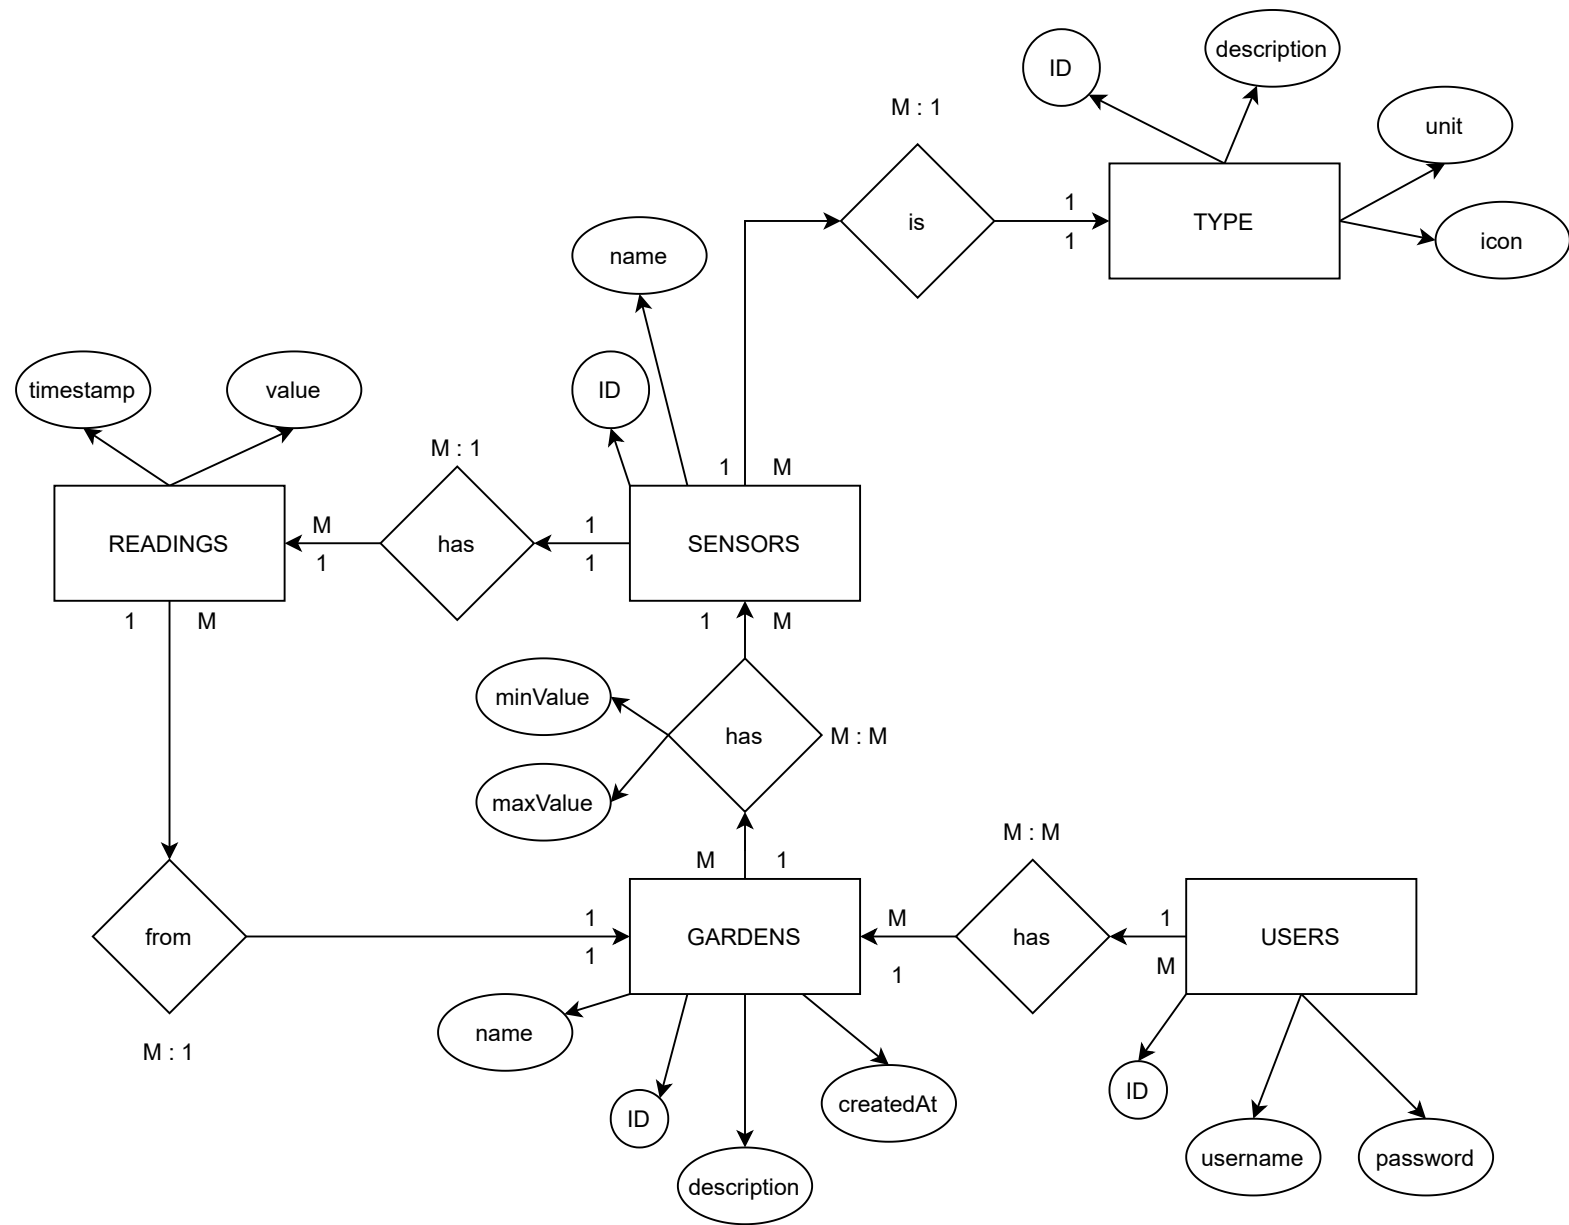 description
ID
M : 1
unit
1
is
TYPE
1
icon
name
timestamp
value
ID
M : 1
1
M
M
1
READINGS
has
SENSORS
1
1
1
M
1
M
minValue
has
M : M
maxValue
M : M
M
1
1
M
1
from
GARDENS
has
USERS
1
1
M
name
M : 1
createdAt
ID
ID
description
username
password